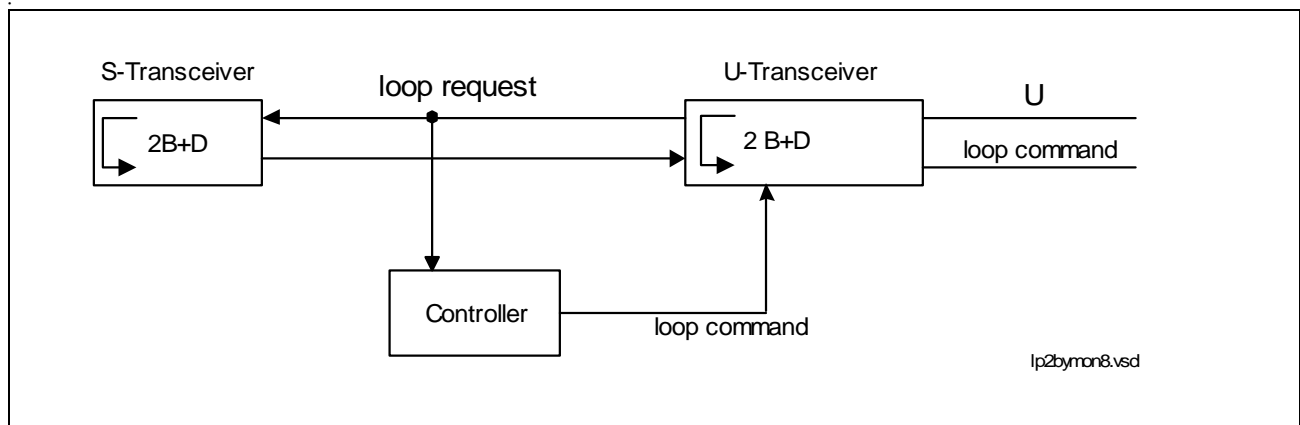 S-Transceiver
U-Transceiver
loop request
U
2B+D
2 B+D
loop command
Controller
loop command
lp2bymon8.vsd